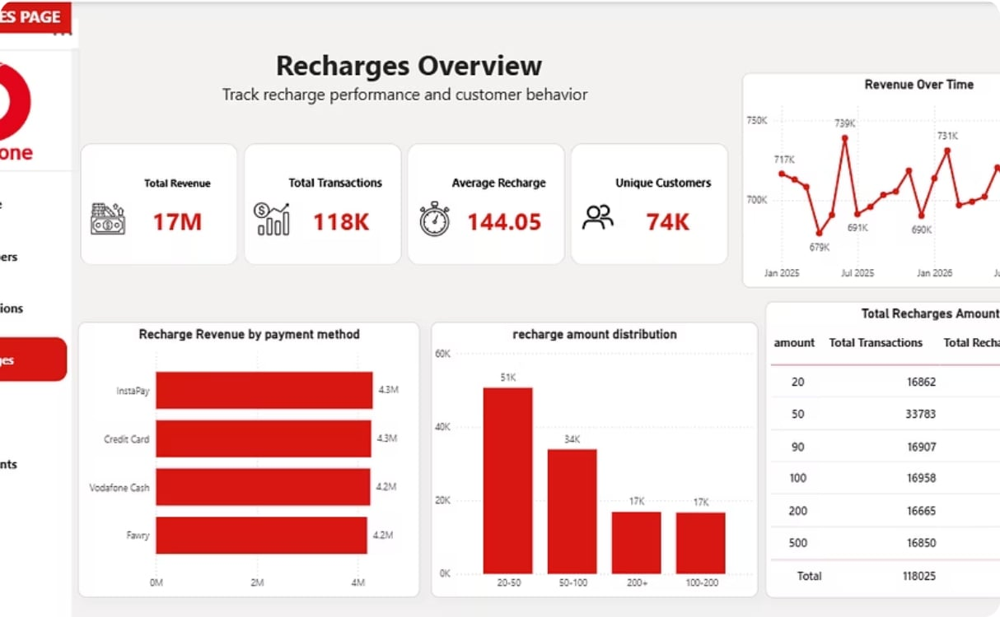 ES PAGE
one
e
ers
ions
ges
nts
Recharges Overview
Track recharge performance and customer behavior
Total Revenue
17M
Total Transactions
118K
Average Recharge
144.05
Unique Customers
74K
Revenue Over Time
750K
700K
717K
739K
731K
679K
691K
690K
Jan 2025
Jul 2025
Jan 2026
Ju
Recharge Revenue by payment method
InstaPay
4.3M
Credit Card
4.3M
Vodafone Cash
4.2M
Fawry
4.2M
0M
2M
4M
recharge amount distribution
60K
40K
20K
0K
51K
34K
17K
17K
20-50
50-100
200+
100-200
Total Recharges Amount
amount Total Transactions Total Recha
20 16862
50 33783
90 16907
100 16958
200 16665
500 16850
Total 118025